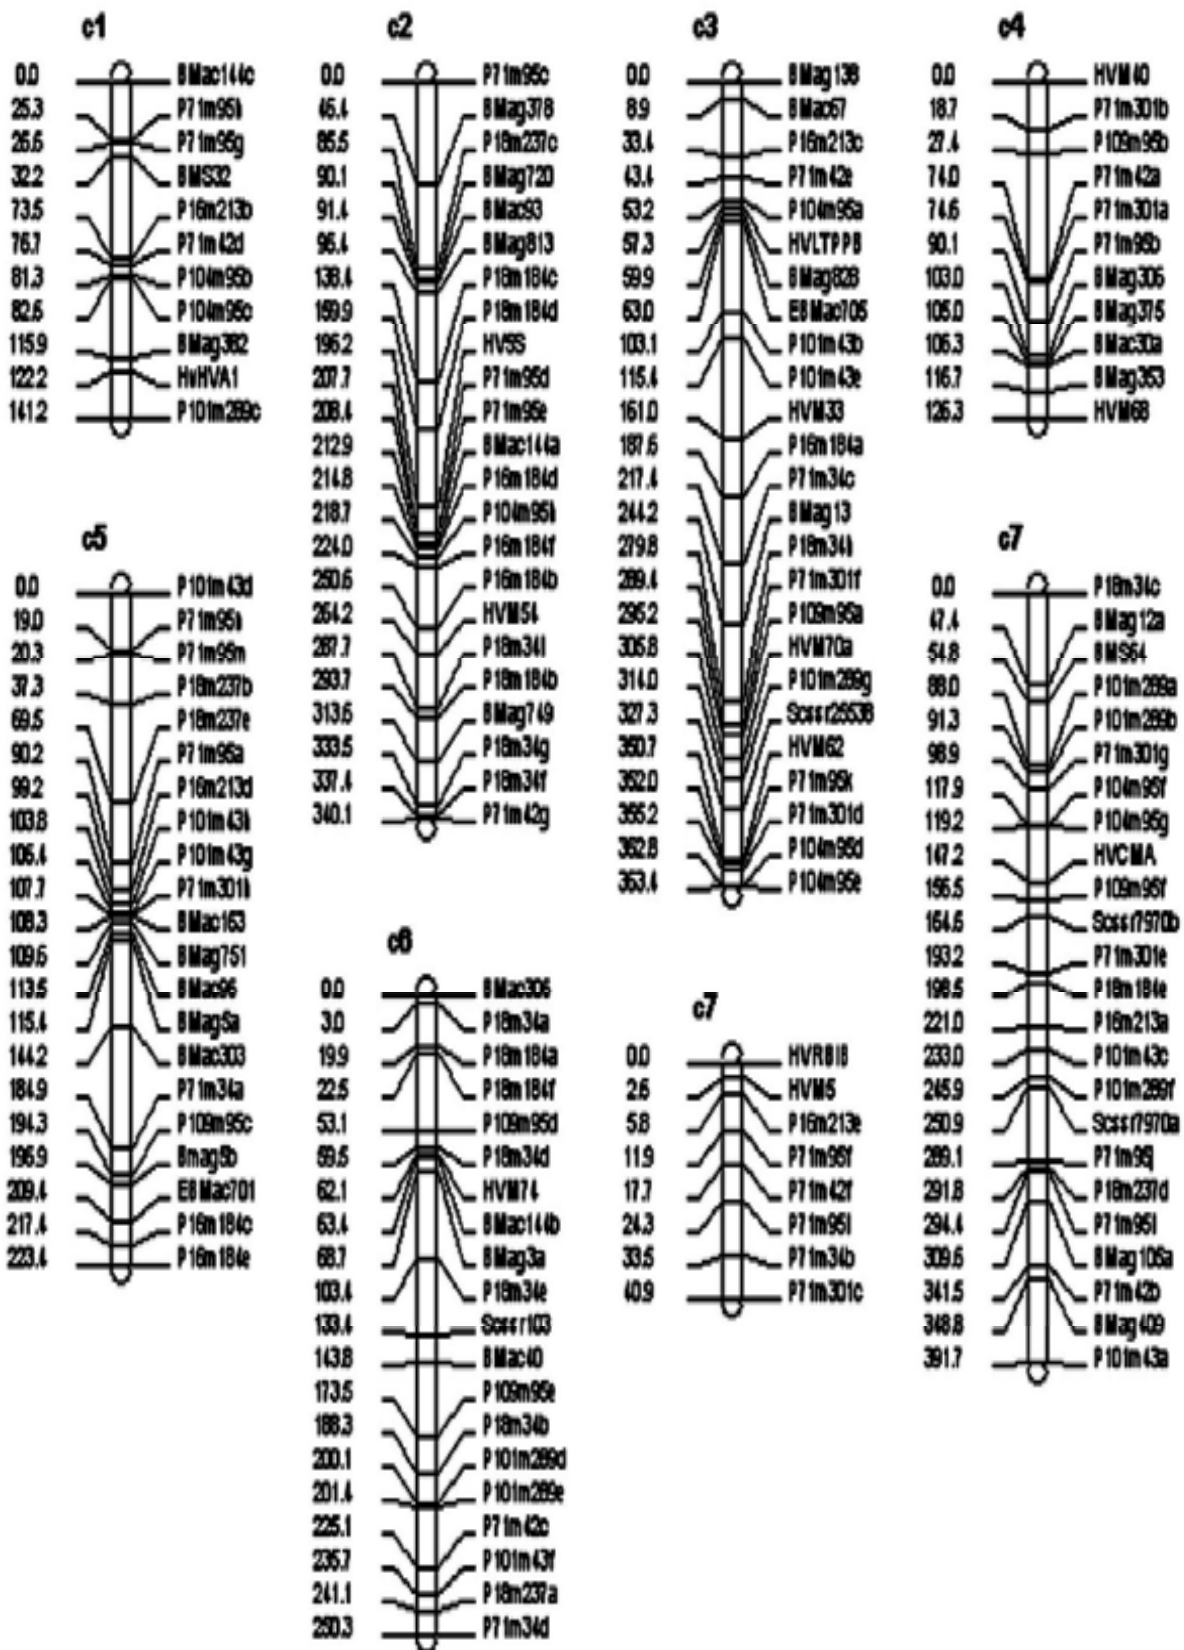 c1
0.0 BMac144c
25.3 P71m95h
26.6 P71m95g
32.2 BMS32
73.5 P16m213b
76.7 P71m42d
81.3 P104m95b
82.6 P104m95c
115.9 BMag382
122.2 HvHVA1
141.2 P101m289c
c2
0.0 P71m95c
45.4 BMag378
85.5 P18m237c
90.1 BMag720
91.4 BMac93
95.4 BMag813
138.4 P18m184c
159.9 P18m184d
196.2 HVSS
207.7 P71m95d
208.4 P71m95e
212.9 BMac144a
214.8 P16m184d
218.7 P104m95h
224.0 P16m184f
250.6 P16m184b
264.2 HVM54
287.7 P18m34i
293.7 P18m184b
313.6 BMag749
333.5 P18m34g
337.4 P18m34f
340.1 P71m42g
c3
0.0 BMag138
8.9 BMac67
33.4 P16m213c
43.4 P71m42e
53.2 P104m95a
57.3 HVLTPPB
59.9 BMag828
63.0 EBMac705
103.1 P101m43b
115.4 P101m43e
161.0 HVM33
187.6 P16m184a
217.4 P71m34c
244.2 BMag13
279.8 P18m34h
289.4 P71m301f
295.2 P109m95a
305.8 HVM70a
314.0 P101m289g
327.3 Scssr25538
350.7 HVM62
352.0 P71m95k
355.2 P71m301d
362.8 P104m95d
363.4 P104m95e
c4
0.0 HVM40
18.7 P71m301b
27.4 P109m95b
74.0 P71m42a
74.6 P71m301a
90.1 P71m95b
103.0 BMag306
105.0 BMag375
106.3 BMac30a
116.7 BMag353
126.3 HVM68
c5
0.0 P101m43d
19.0 P71m95h
20.3 P71m95m
37.3 P18m237b
69.5 P18m237e
90.2 P71m95a
99.2 P16m213d
103.8 P101m43h
106.4 P101m43g
107.7 P71m301h
108.3 BMac163
109.6 BMag751
113.5 BMac96
115.4 BMag5a
144.2 BMac303
184.9 P71m34a
194.3 P109m95c
196.9 Bmag5b
209.4 EBMac701
217.4 P16m184c
223.4 P16m184e
c6
0.0 BMac306
3.0 P18m34a
19.9 P18m184a
22.5 P18m184f
53.1 P109m95d
59.5 P18m34d
62.1 HVM74
63.4 BMac144b
68.7 BMag3a
103.4 P18m34e
133.4 Scssr103
143.8 BMac40
173.5 P109m95e
188.3 P18m34b
200.1 P101m289d
201.4 P101m289e
225.1 P71m42c
235.7 P101m43f
241.1 P18m237a
250.3 P71m34d
c7
0.0 HVRBIS
2.6 HVM5
5.8 P16m213e
11.9 P71m95f
17.7 P71m42f
24.3 P71m95i
33.5 P71m34b
40.9 P71m301c
c7
0.0 P18m34c
47.4 BMag12a
54.8 BMS64
88.0 P101m289a
91.3 P101m289b
98.9 P71m301g
117.9 P104m95f
119.2 P104m95g
147.2 HVCMA
156.5 P109m95f
164.6 Scssr7970b
193.2 P71m301e
198.5 P18m184e
221.0 P16m213a
233.0 P101m43c
245.9 P101m289f
250.9 Scssr7970a
289.1 P71m95j
291.8 P18m237d
294.4 P71m95l
309.6 BMag105a
341.5 P71m42b
348.8 BMag409
391.7 P101m43a